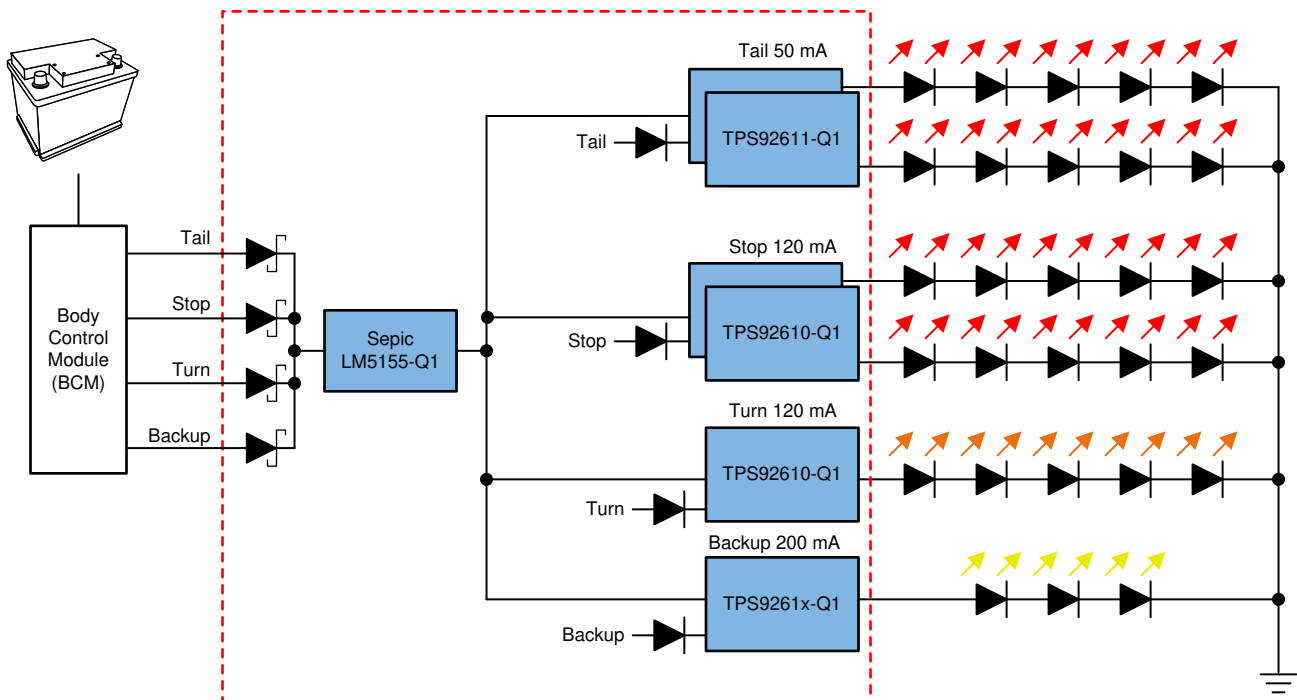 Tail 50 mA
Tail
TPS92611-Q1
Tail
Stop
Turn
Backup
Body
Control
Module
(BCM)
Sepic
LM5155-Q1
Stop 120 mA
Stop
TPS92610-Q1
Turn 120 mA
TPS92610-Q1
Turn
Backup 200 mA
TPS9261x-Q1
Backup